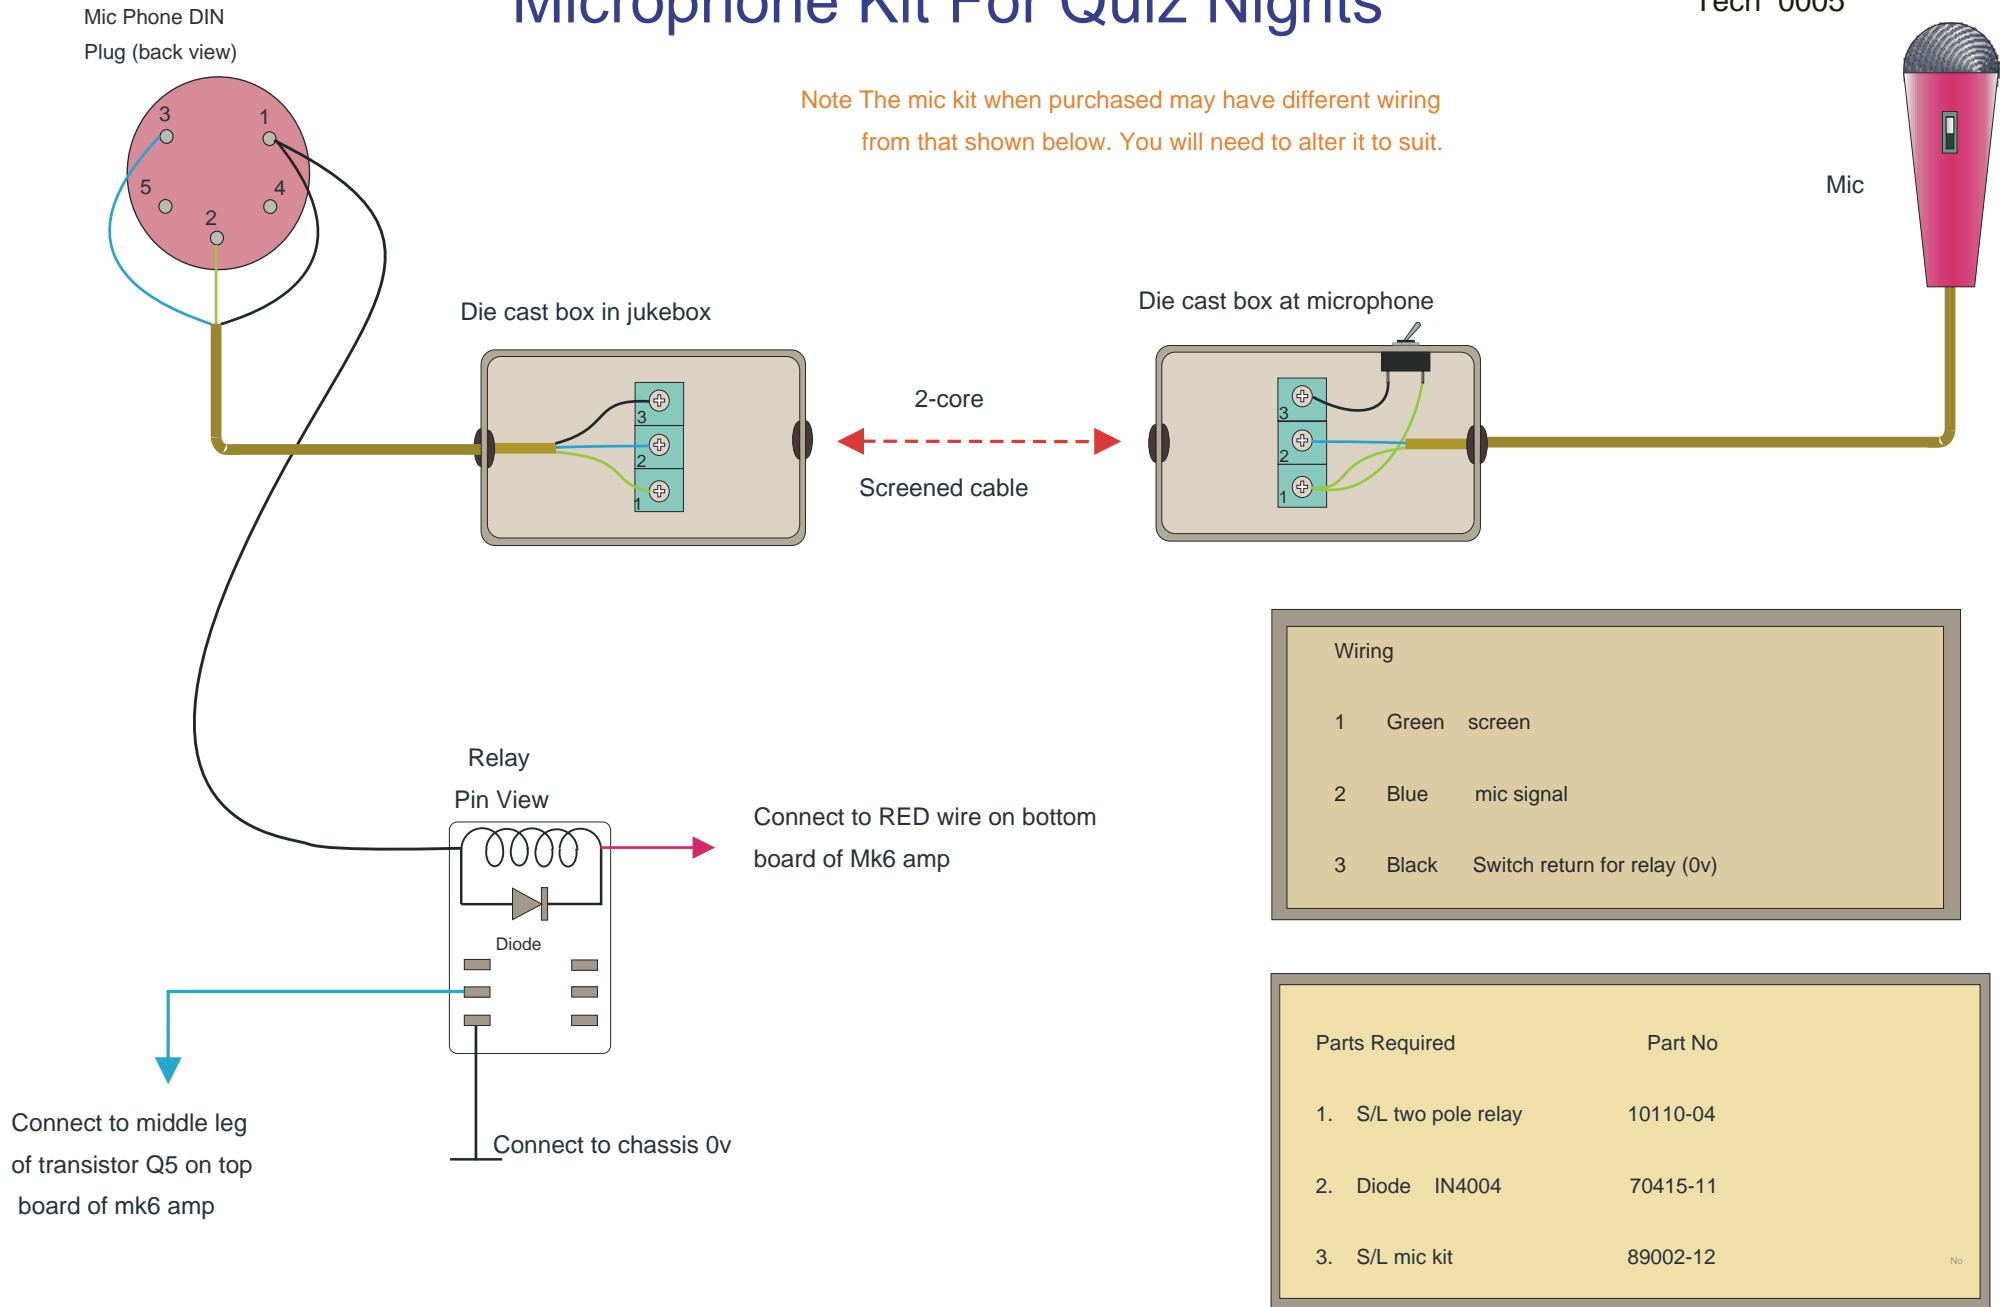 Microphone Kit For Quiz Nights
Tech 0005
Mic Phone DIN
Plug (back view)
Note The mic kit when purchased may have different wiring
from that shown below. You will need to alter it to suit.
3
1
5
4
2
Mic
Die cast box in jukebox
Die cast box at microphone
3
2
1
2-core
Screened cable
3
2
1
Wiring
1 Green screen
2 Blue mic signal
3 Black Switch return for relay (0v)
Relay
Pin View
Connect to RED wire on bottom
board of Mk6 amp
Diode
Connect to middle leg
of transistor Q5 on top
board of mk6 amp
Connect to chassis 0v
Parts Required Part No
1. S/L two pole relay 10110-04
2. Diode IN4004 70415-11
3. S/L mic kit 89002-12
No